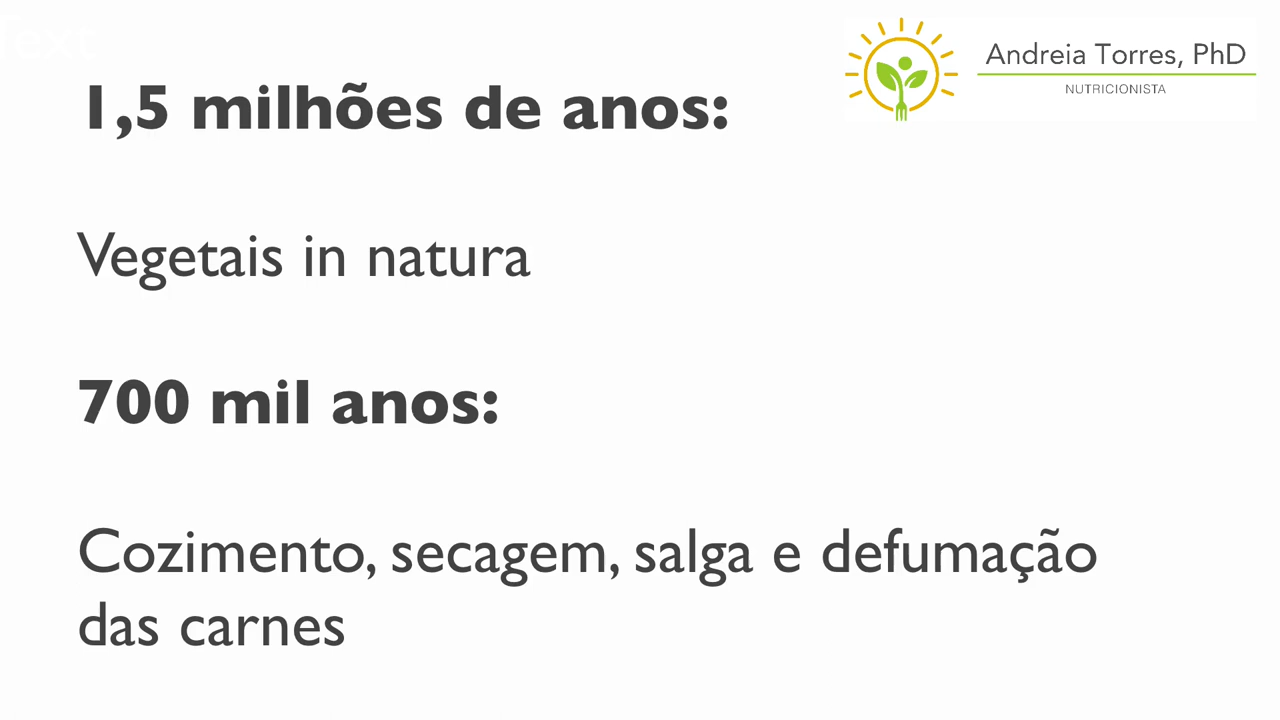 Text
Andreia Torres, PhD
NUTRICIONISTA
1,5 milhões de anos:
Vegetais in natura
700 mil anos:
Cozimento, secagem, salga e defumação
das carnes